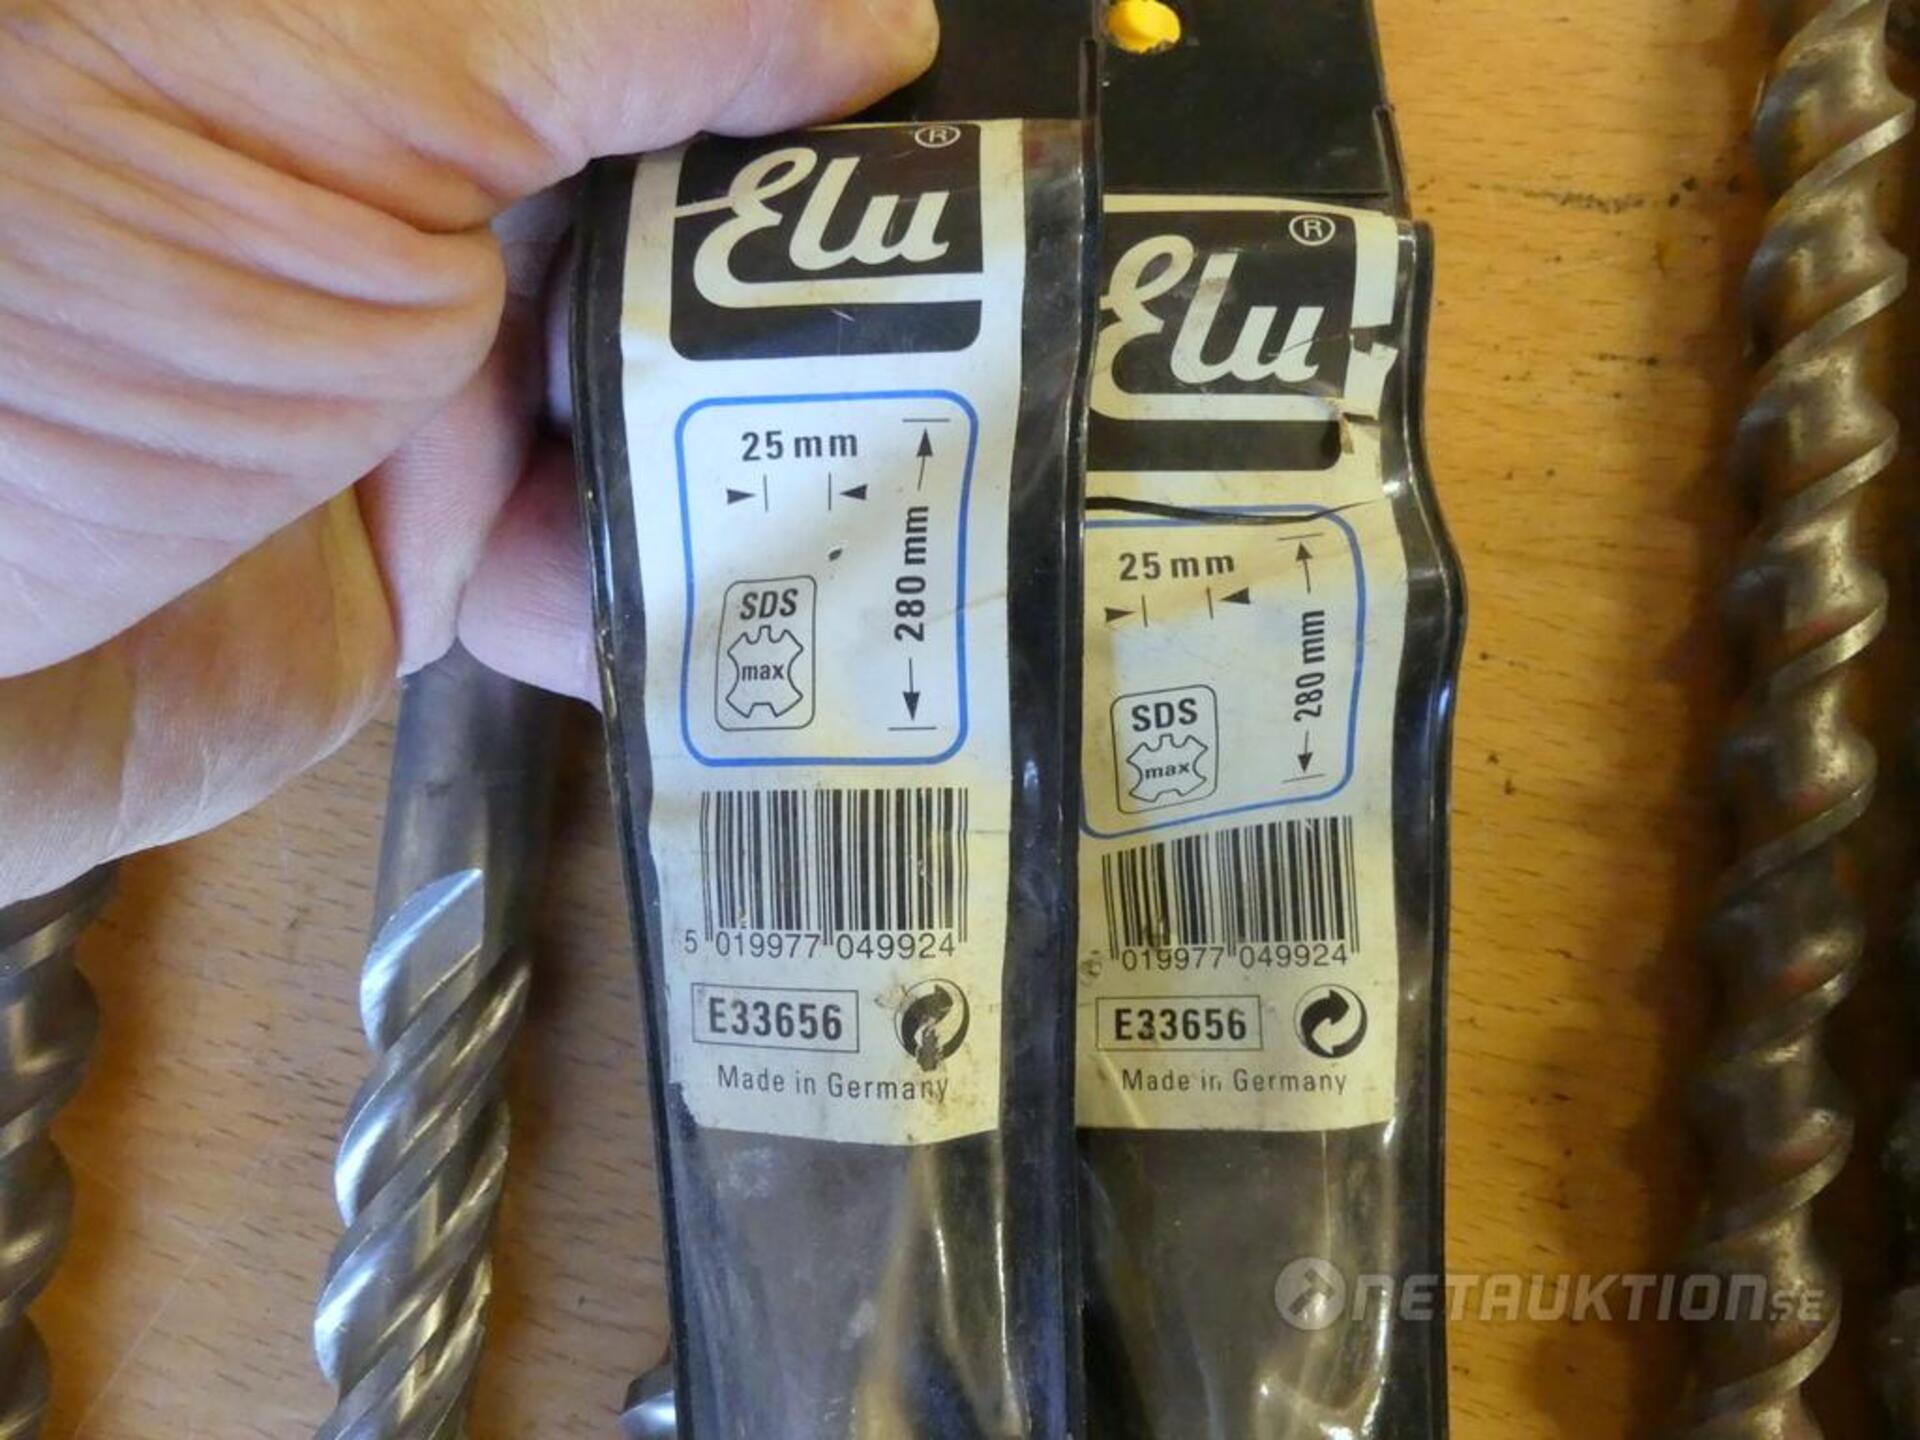 Elu ®
25 mm
280 mm
SDS
max
5 019977 049924
E33656
Made in Germany
Elu ®
25 mm
280 mm
SDS
max
019977 049924
E33656
Made in Germany
NETAUKTION.SE